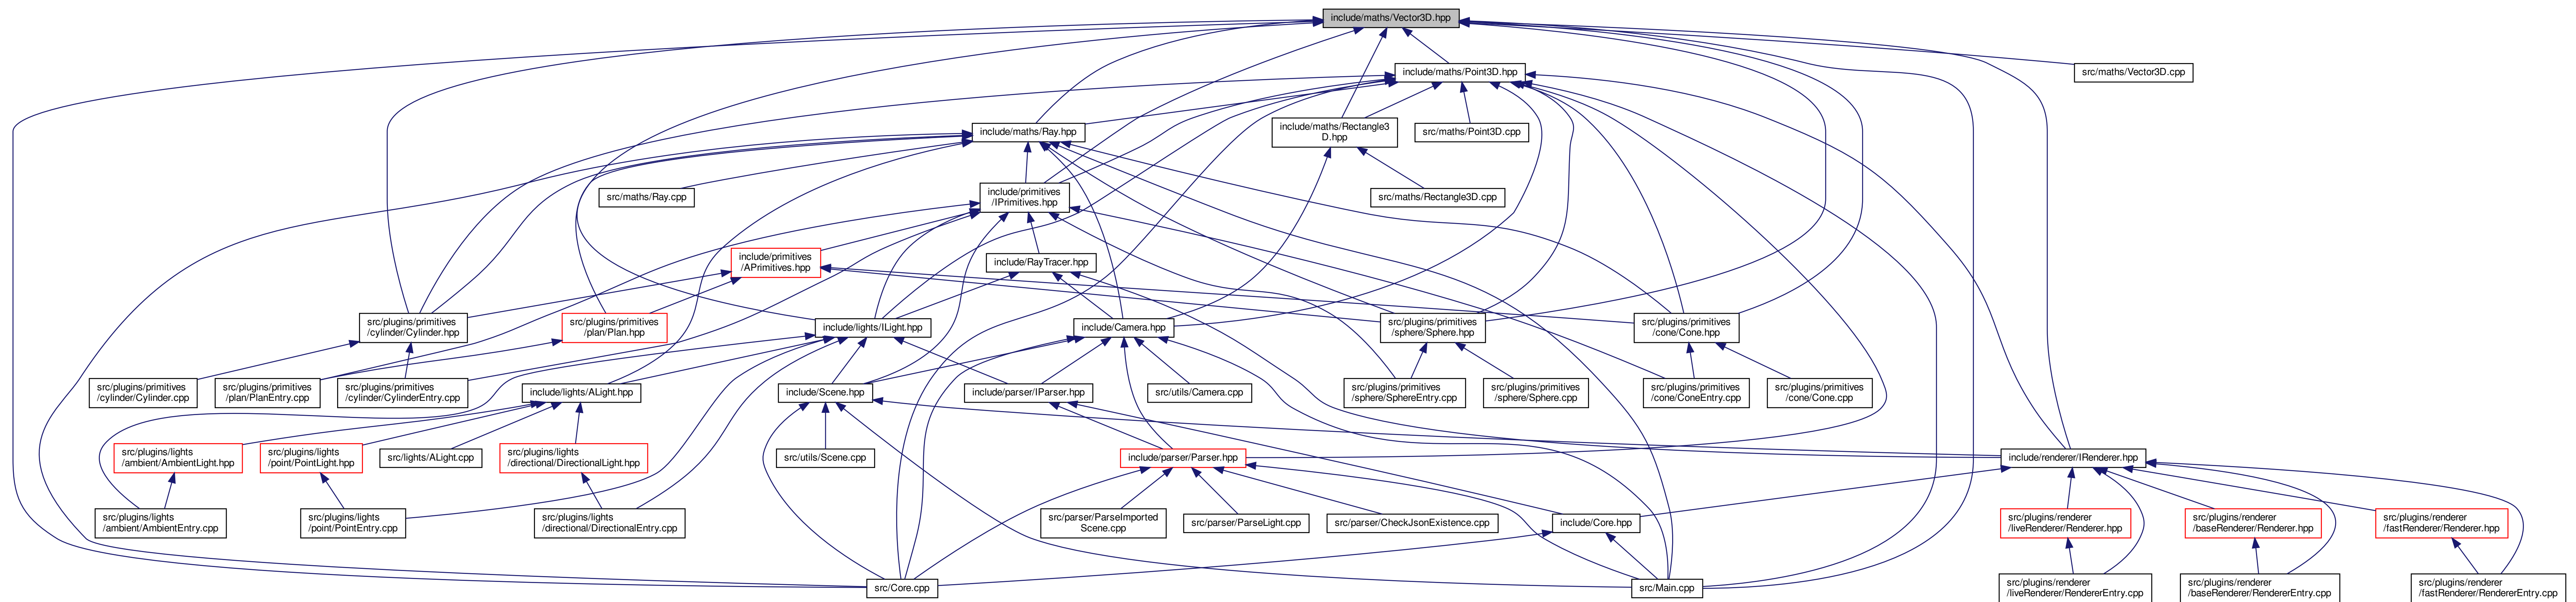 include/maths/Vector3D.hpp
include/maths/Point3D.hpp
src/maths/Vector3D.cpp
include/maths/Ray.hpp
include/maths/Rectangle3
D.hpp
src/maths/Point3D.cpp
src/maths/Ray.cpp
include/primitives
/IPrimitives.hpp
src/maths/Rectangle3D.cpp
include/primitives
/APrimitives.hpp
include/RayTracer.hpp
src/plugins/primitives
/cylinder/Cylinder.hpp
src/plugins/primitives
/plan/Plan.hpp
include/lights/ILight.hpp
include/Camera.hpp
src/plugins/primitives
/sphere/Sphere.hpp
src/plugins/primitives
/cone/Cone.hpp
src/plugins/primitives
/cylinder/Cylinder.cpp
src/plugins/primitives
/plan/PlanEntry.cpp
src/plugins/primitives
/cylinder/CylinderEntry.cpp
include/lights/ALight.hpp
include/Scene.hpp
include/parser/IParser.hpp
src/utils/Camera.cpp
src/plugins/primitives
/sphere/SphereEntry.cpp
src/plugins/primitives
/sphere/Sphere.cpp
src/plugins/primitives
/cone/ConeEntry.cpp
src/plugins/primitives
/cone/Cone.cpp
src/plugins/lights
/ambient/AmbientLight.hpp
src/plugins/lights
/point/PointLight.hpp
src/lights/ALight.cpp
src/plugins/lights
/directional/DirectionalLight.hpp
src/utils/Scene.cpp
include/parser/Parser.hpp
include/renderer/IRenderer.hpp
src/plugins/lights
/ambient/AmbientEntry.cpp
src/plugins/lights
/point/PointEntry.cpp
src/plugins/lights
/directional/DirectionalEntry.cpp
src/parser/ParseImported
Scene.cpp
src/parser/ParseLight.cpp
src/parser/CheckJsonExistence.cpp
include/Core.hpp
src/plugins/renderer
/liveRenderer/Renderer.hpp
src/plugins/renderer
/baseRenderer/Renderer.hpp
src/plugins/renderer
/fastRenderer/Renderer.hpp
src/Core.cpp
src/Main.cpp
src/plugins/renderer
/liveRenderer/RendererEntry.cpp
src/plugins/renderer
/baseRenderer/RendererEntry.cpp
src/plugins/renderer
/fastRenderer/RendererEntry.cpp